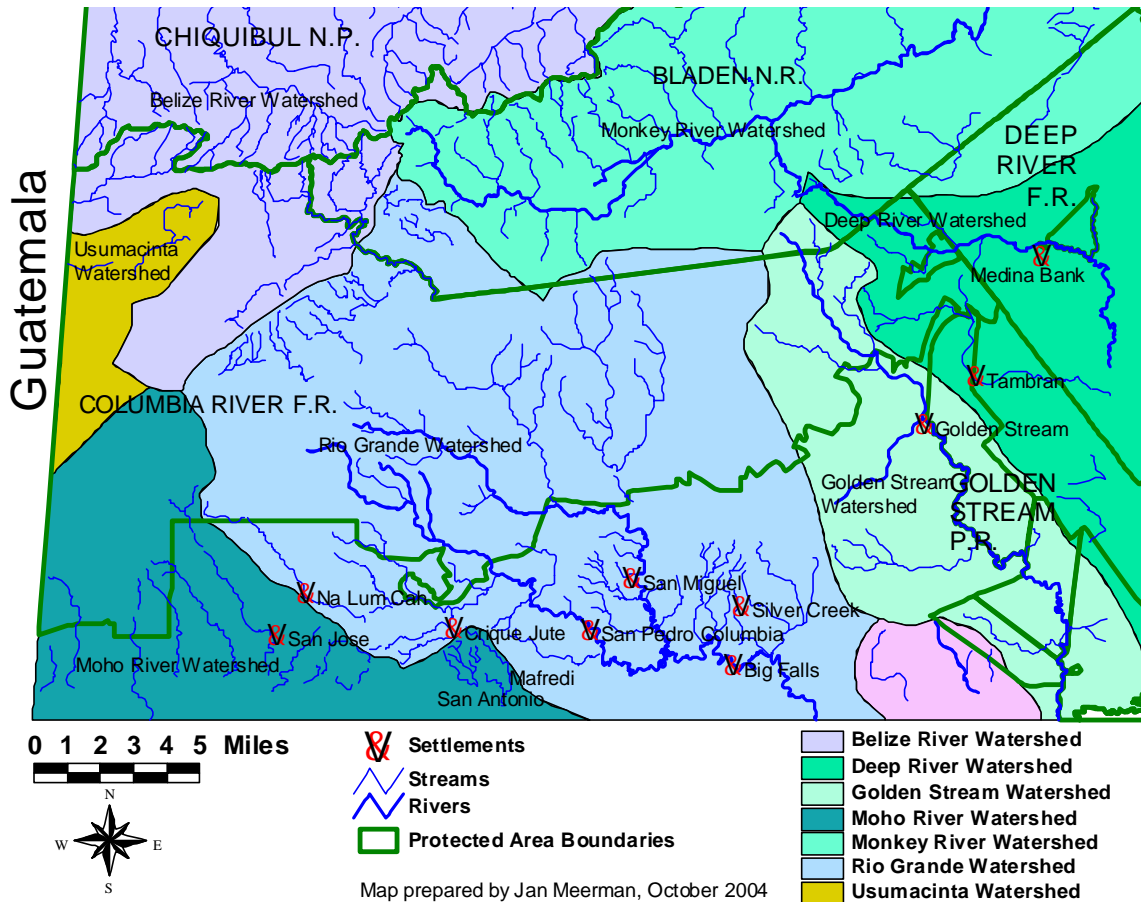 CHIQUIBUL N.P.
BLADEN N.R.
Belize River Watershed
Monkey River Watershed
DEEP
RIVER
F.R.
Guatemala
Usumacinta
Watershed
Deep River Watershed
Medina Bank
Tambran
COLUMBIA RIVER F.R.
Rio Grande Watershed
Golden Stream
Golden Stream
Watershed
GOLDEN
STREAM
P.R.
Na Lum Cah
San Miguel
Silver Creek
San Jose
Crique Jute
San Pedro Columbia
Moho River Watershed
Mafredi
Big Falls
San Antonio
0 1 2 3 4 5 Miles
N
W
E
S
Settlements
Streams
Rivers
Protected Area Boundaries
Map prepared by Jan Meerman, October 2004
Belize River Watershed
Deep River Watershed
Golden Stream Watershed
Moho River Watershed
Monkey River Watershed
Rio Grande Watershed
Usumacinta Watershed